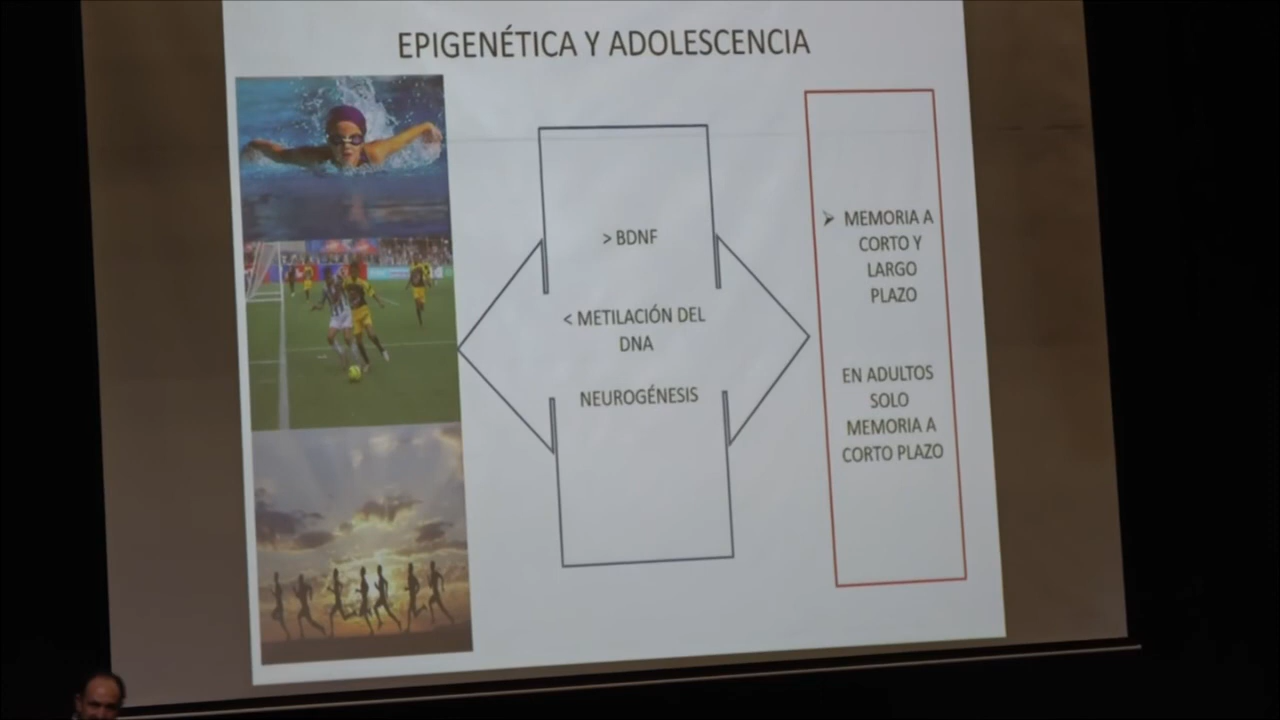 EPIGENÉTICA Y ADOLESCENCIA
> BDNF
< METILACIÓN DEL
DNA
NEUROGÉNESIS
➢ MEMORIA A
CORTO Y
LARGO
PLAZO
EN ADULTOS
SOLO
MEMORIA A
CORTO PLAZO